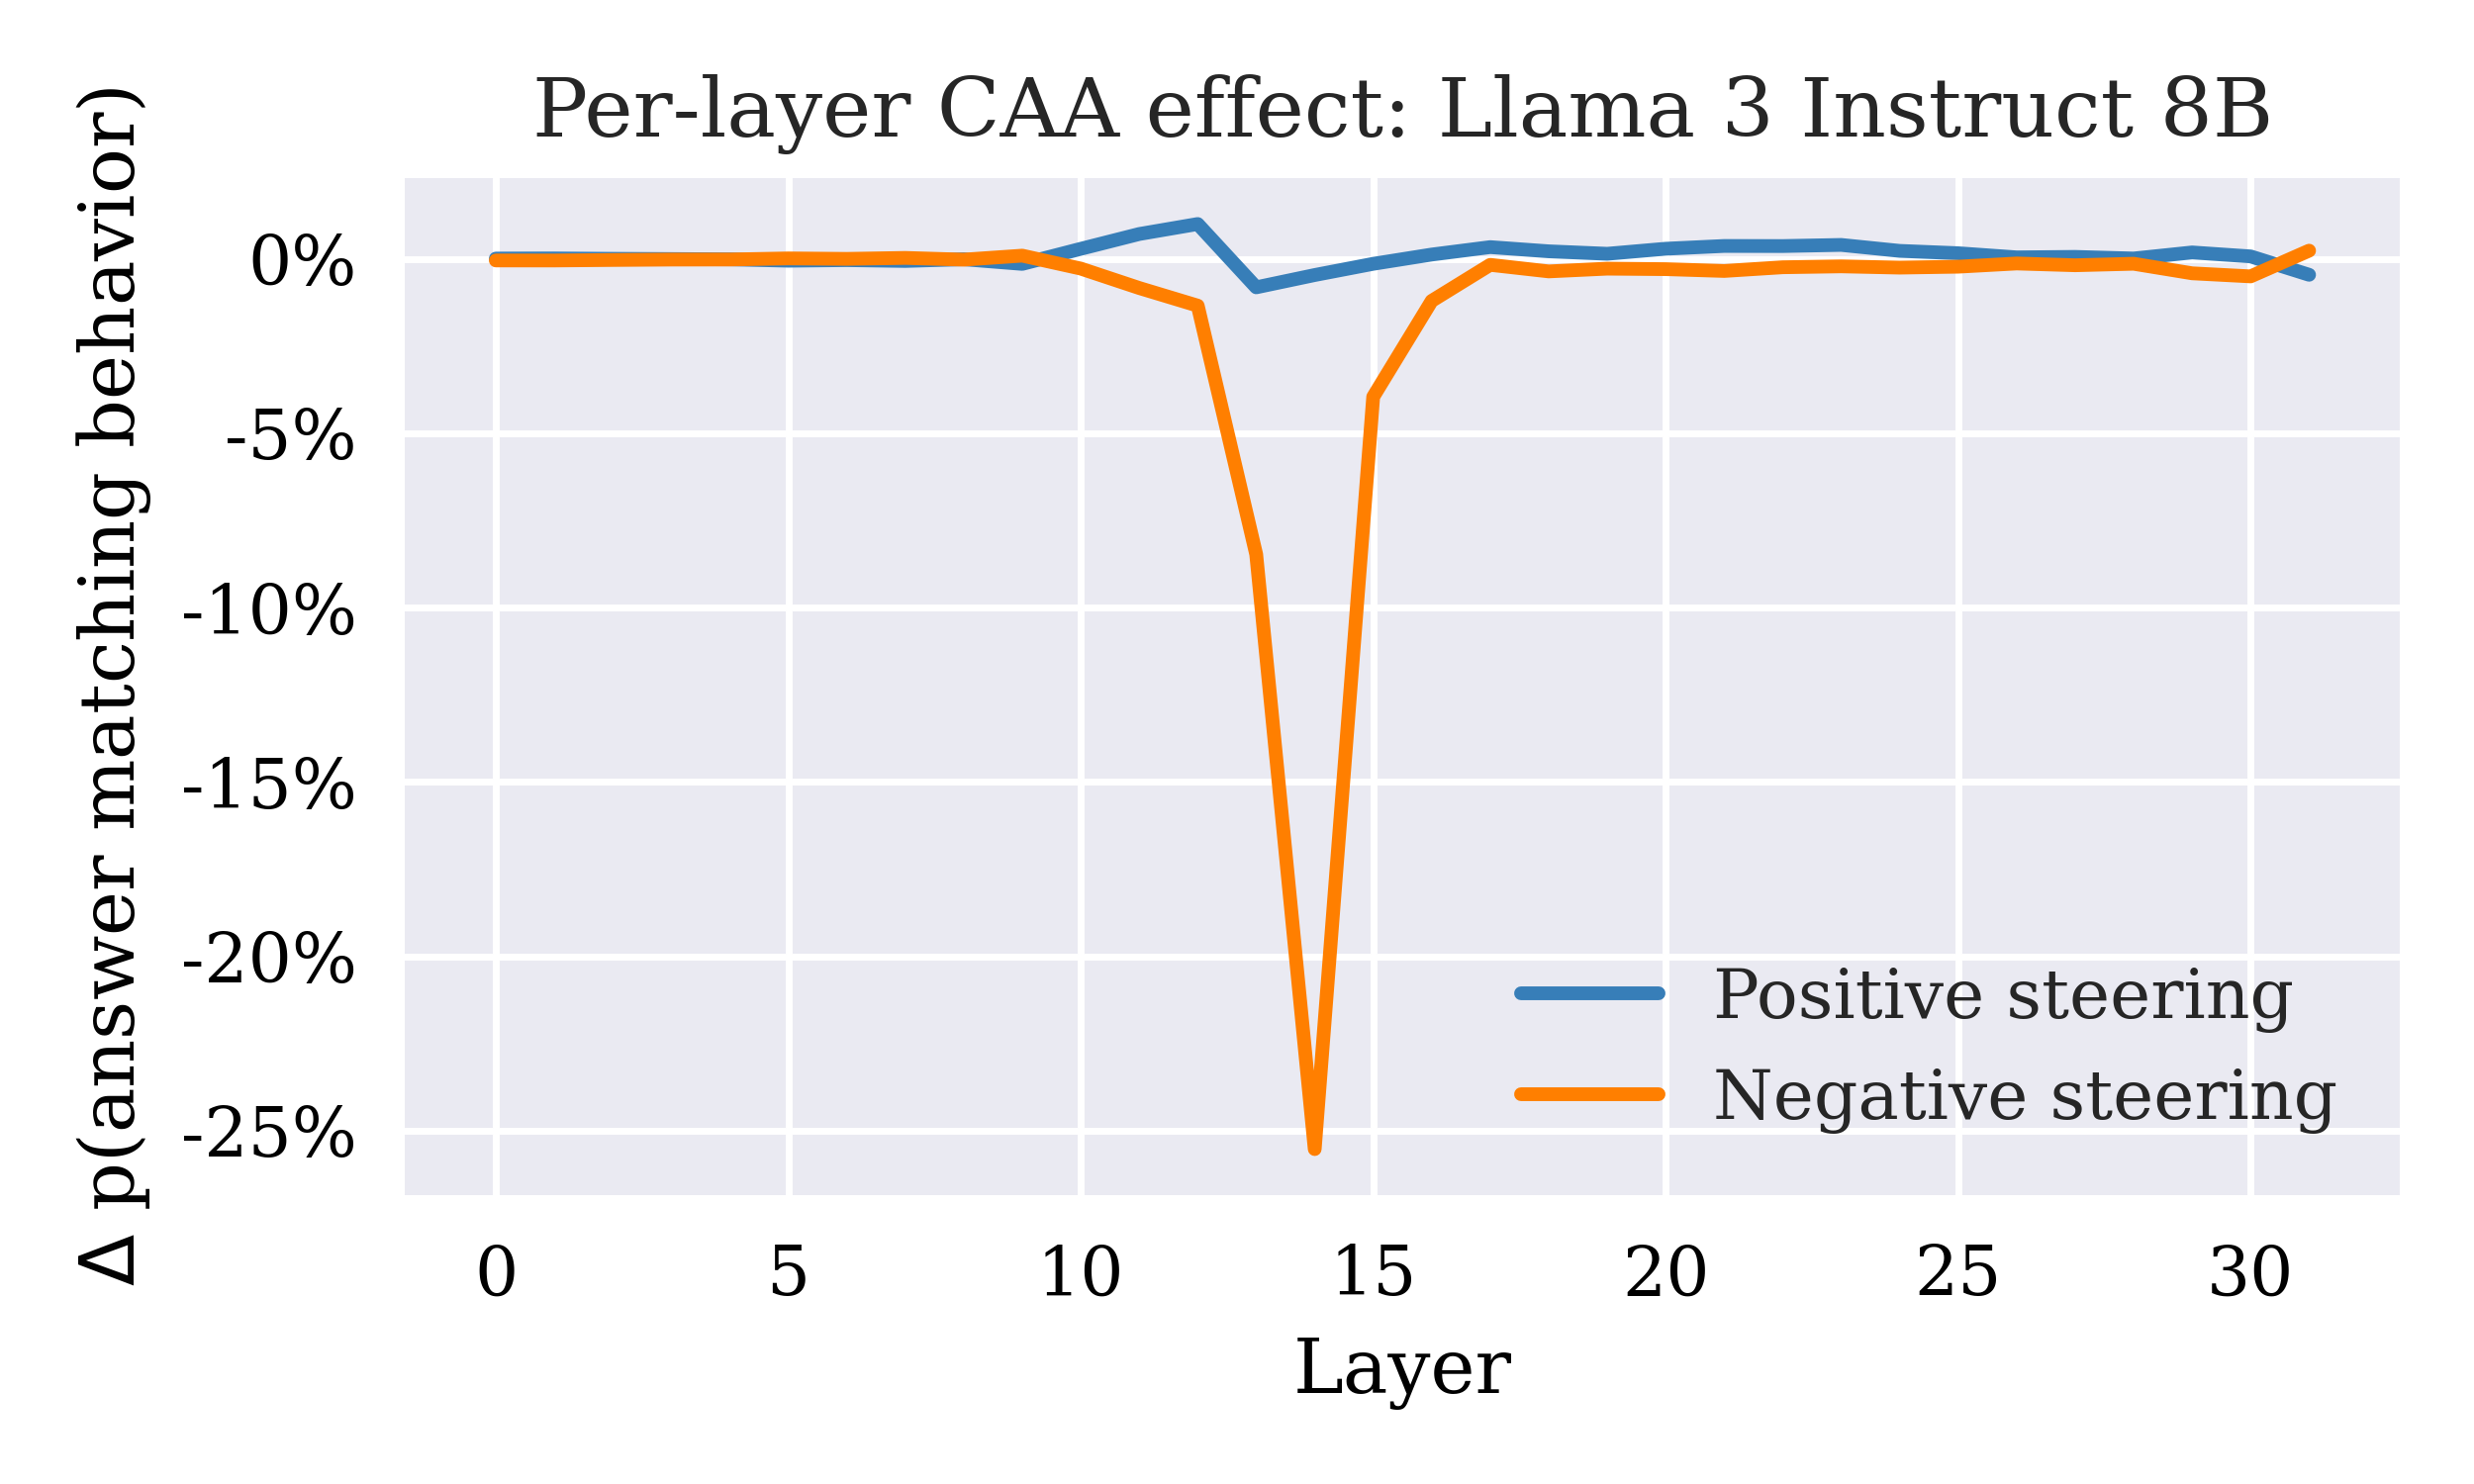 Per-layer CAA effect: Llama 3 Instruct 8B
Δ p(answer matching behavior)
0%
-5%
-10%
-15%
-20%
-25%
Positive steering
Negative steering
0 5 10 15 20 25 30
Layer